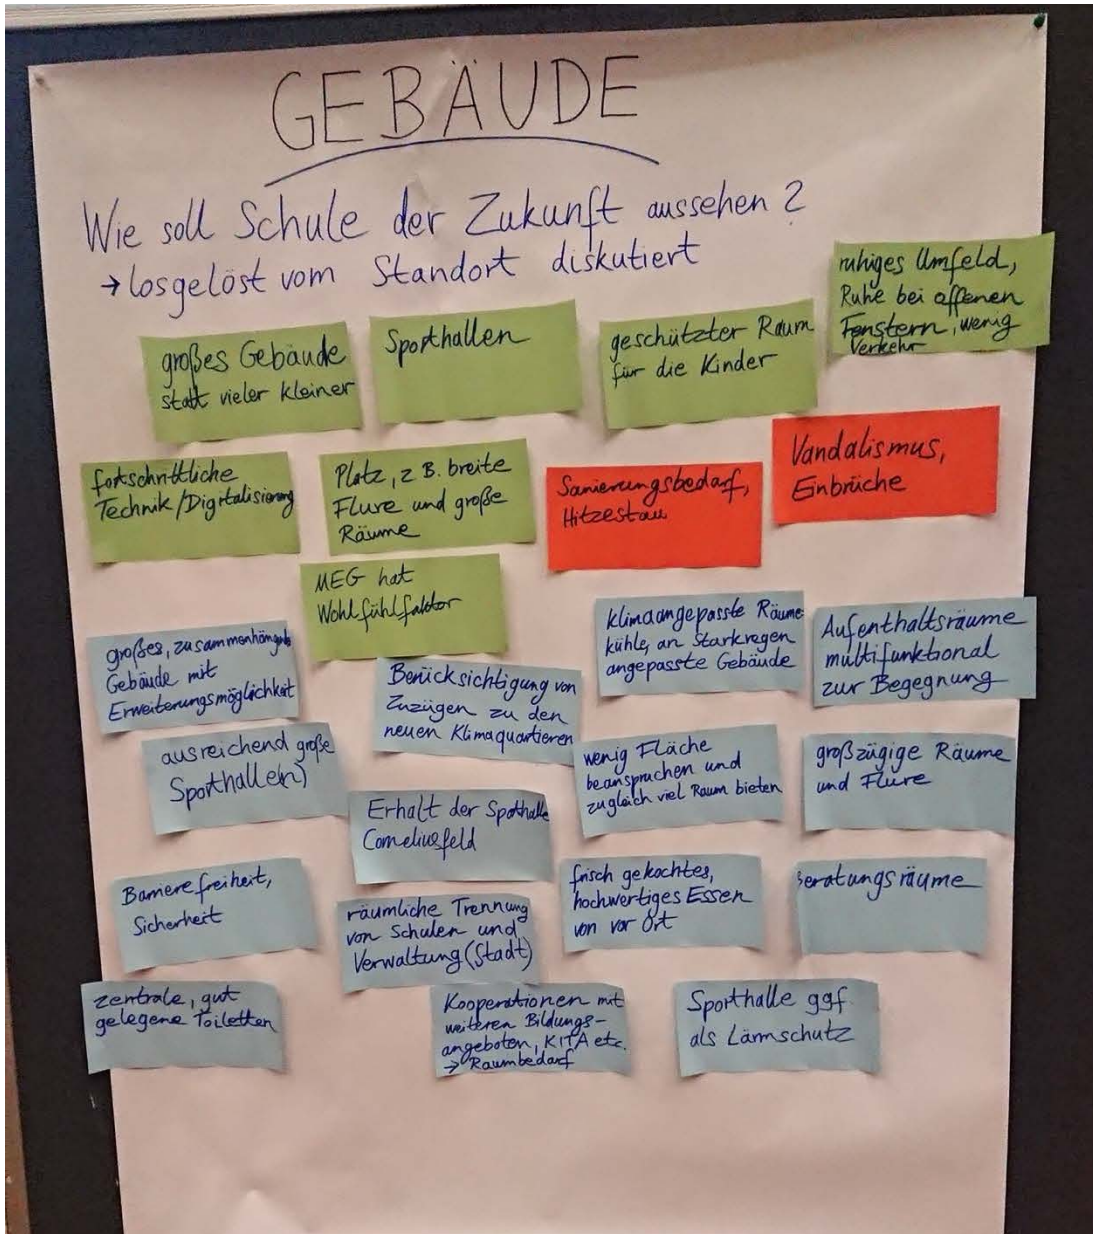 GEBÄUDE
Wie soll Schule der Zukunft aussehen?
→ losgelöst vom Standort diskutiert
ruhiges Umfeld,
Ruhe bei offenen
Fenstern, wenig
Verkehr
großes Gebäude
statt vieler kleiner
Sporthallen
geschützter Raum
für die Kinder
fortschrittliche
Technik/Digitalisierung
Platz, z B. breite
Flure und große
Räume
Sanierungsbedarf,
Hitzestau
Vandalismus,
Einbrüche
MEG hat
Wohlfühlfaktor
großes, zusammenhängende
Gebäude mit
Erweiterungsmöglichkeit
Berücksichtigung von
Zuzügen zu den
neuen Klimaquartieren
klimaangepasste Räume
kühle, an Starkregen
angepasste Gebäude
Aufenthaltsräume
multifunktional
zur Begegnung
ausreichend große
Sporthalle(n)
Erhalt der Sporthalle
Corneliusfeld
wenig Fläche
beanspruchen und
zugleich viel Raum bieten
großzügige Räume
und Flure
Barrierefreiheit,
Sicherheit
räumliche Trennung
von Schulen und
Verwaltung (Stadt)
frisch gekochtes,
hochwertiges Essen
von vor Ort
Beratungsräume
zentrale, gut
gelegene Toiletten
Kooperationen mit
weiteren Bildungs-
angeboten, KITA etc.
→ Raumbedarf
Sporthalle ggf.
als Lärmschutz